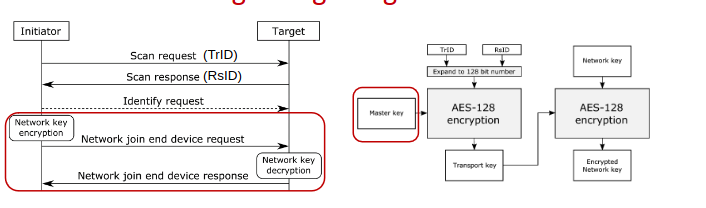 Initiator
Target
Scan request (TrID)
Scan response (RsID)
Identify request
Network key
encryption
Network join end device request
Network key
decryption
Network join end device response
TrID
RsID
Expand to 128 bit number
Master key
AES-128
encryption
Transport key
Network key
AES-128
encryption
Encrypted
Network key